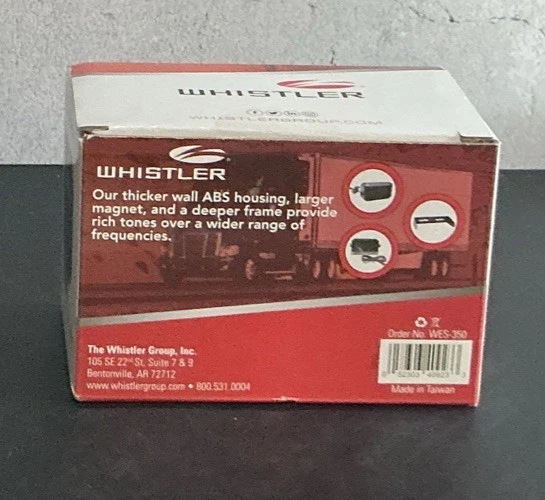 WHISTLER
WHISTLERGROUP.COM
WHISTLER
Our thicker wall ABS housing, larger
magnet, and a deeper frame provide
rich tones over a wider range of
frequencies.
Order No. WES-350
The Whistler Group, Inc.
105 SE 22nd St, Suite 7 & 9
Bentonville, AR 72712
www.whistlergroup.com • 800.531.0004
Made in Taiwan